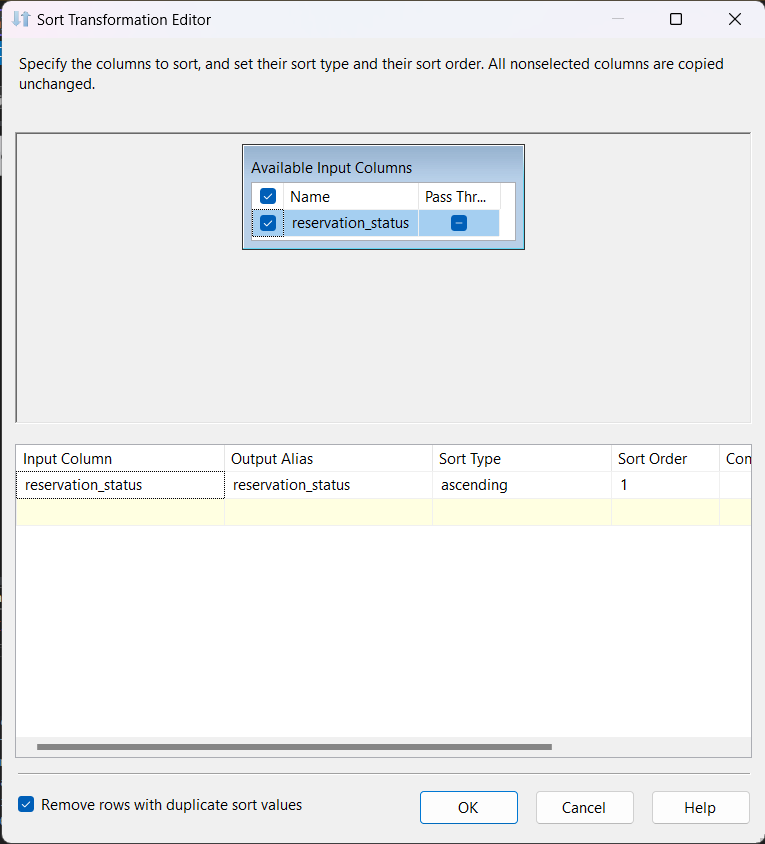 Sort Transformation Editor
Specify the columns to sort, and set their sort type and their sort order. All nonselected columns are copied
unchanged.
Available Input Columns
Name Pass Thr...
reservation_status
Input Column Output Alias Sort Type Sort Order Con
reservation_status reservation_status ascending 1
Remove rows with duplicate sort values OK Cancel Help